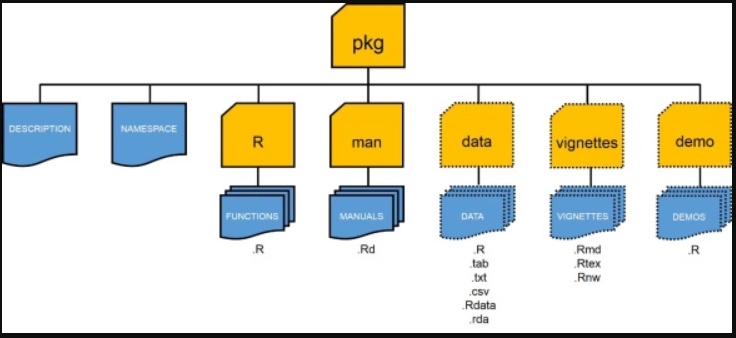 pkg
DESCRIPTION
NAMESPACE
R
man
data
vignettes
demo
FUNCTIONS
MANUALS
DATA
VIGNETTES
DEMOS
.R
.Rd
.R
.tab
.txt
.csv
.Rdata
.rda
.Rmd
.Rtex
.Rnw
.R